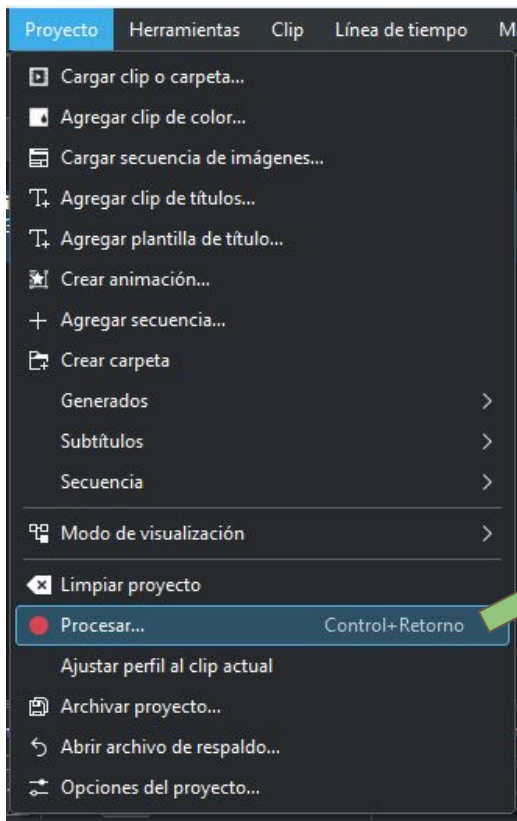 Proyecto Herramientas Clip Línea de tiempo
Cargar clip o carpeta...
Agregar clip de color...
Cargar secuencia de imágenes...
Agregar clip de títulos...
Agregar plantilla de título...
Crear animación...
Agregar secuencia...
Crear carpeta
Generados
Subtítulos
Secuencia
Modo de visualización
Limpiar proyecto
Procesar... Control+Retorno
Ajustar perfil al clip actual
Archivar proyecto...
Abrir archivo de respaldo...
Opciones del proyecto...